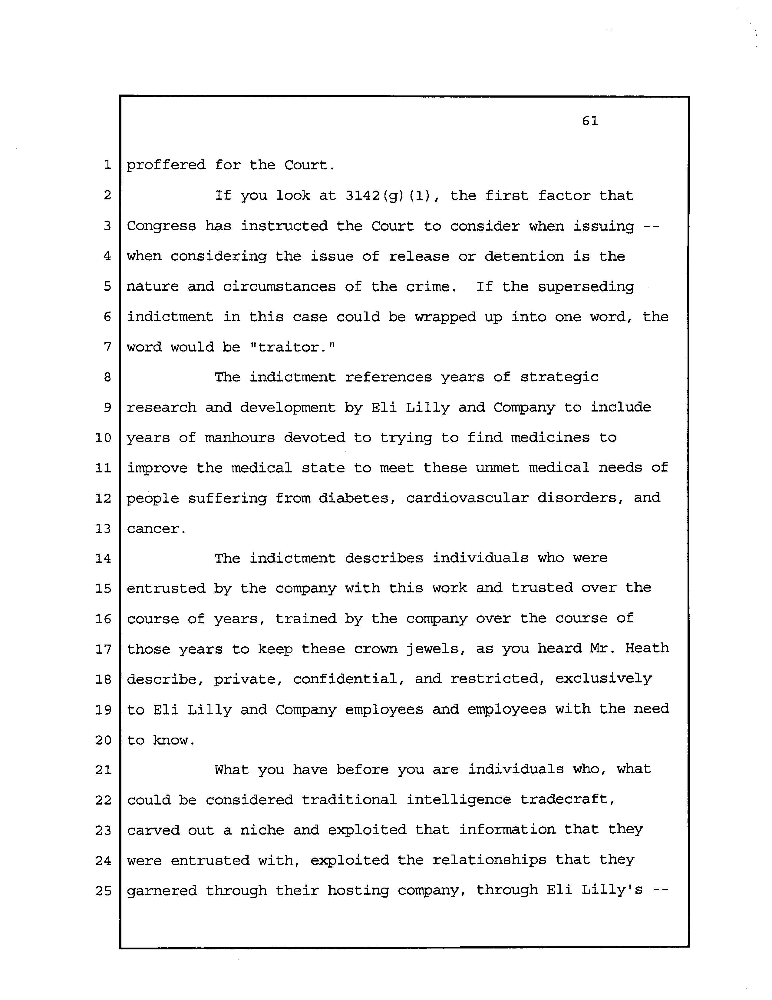 61
1 proffered for the Court.
2 If you look at 3142(g)(1), the first factor that
3 Congress has instructed the Court to consider when issuing --
4 when considering the issue of release or detention is the
5 nature and circumstances of the crime. If the superseding
6 indictment in this case could be wrapped up into one word, the
7 word would be "traitor."
8 The indictment references years of strategic
9 research and development by Eli Lilly and Company to include
10 years of manhours devoted to trying to find medicines to
11 improve the medical state to meet these unmet medical needs of
12 people suffering from diabetes, cardiovascular disorders, and
13 cancer.
14 The indictment describes individuals who were
15 entrusted by the company with this work and trusted over the
16 course of years, trained by the company over the course of
17 those years to keep these crown jewels, as you heard Mr. Heath
18 describe, private, confidential, and restricted, exclusively
19 to Eli Lilly and Company employees and employees with the need
20 to know.
21 What you have before you are individuals who, what
22 could be considered traditional intelligence tradecraft,
23 carved out a niche and exploited that information that they
24 were entrusted with, exploited the relationships that they
25 garnered through their hosting company, through Eli Lilly's --